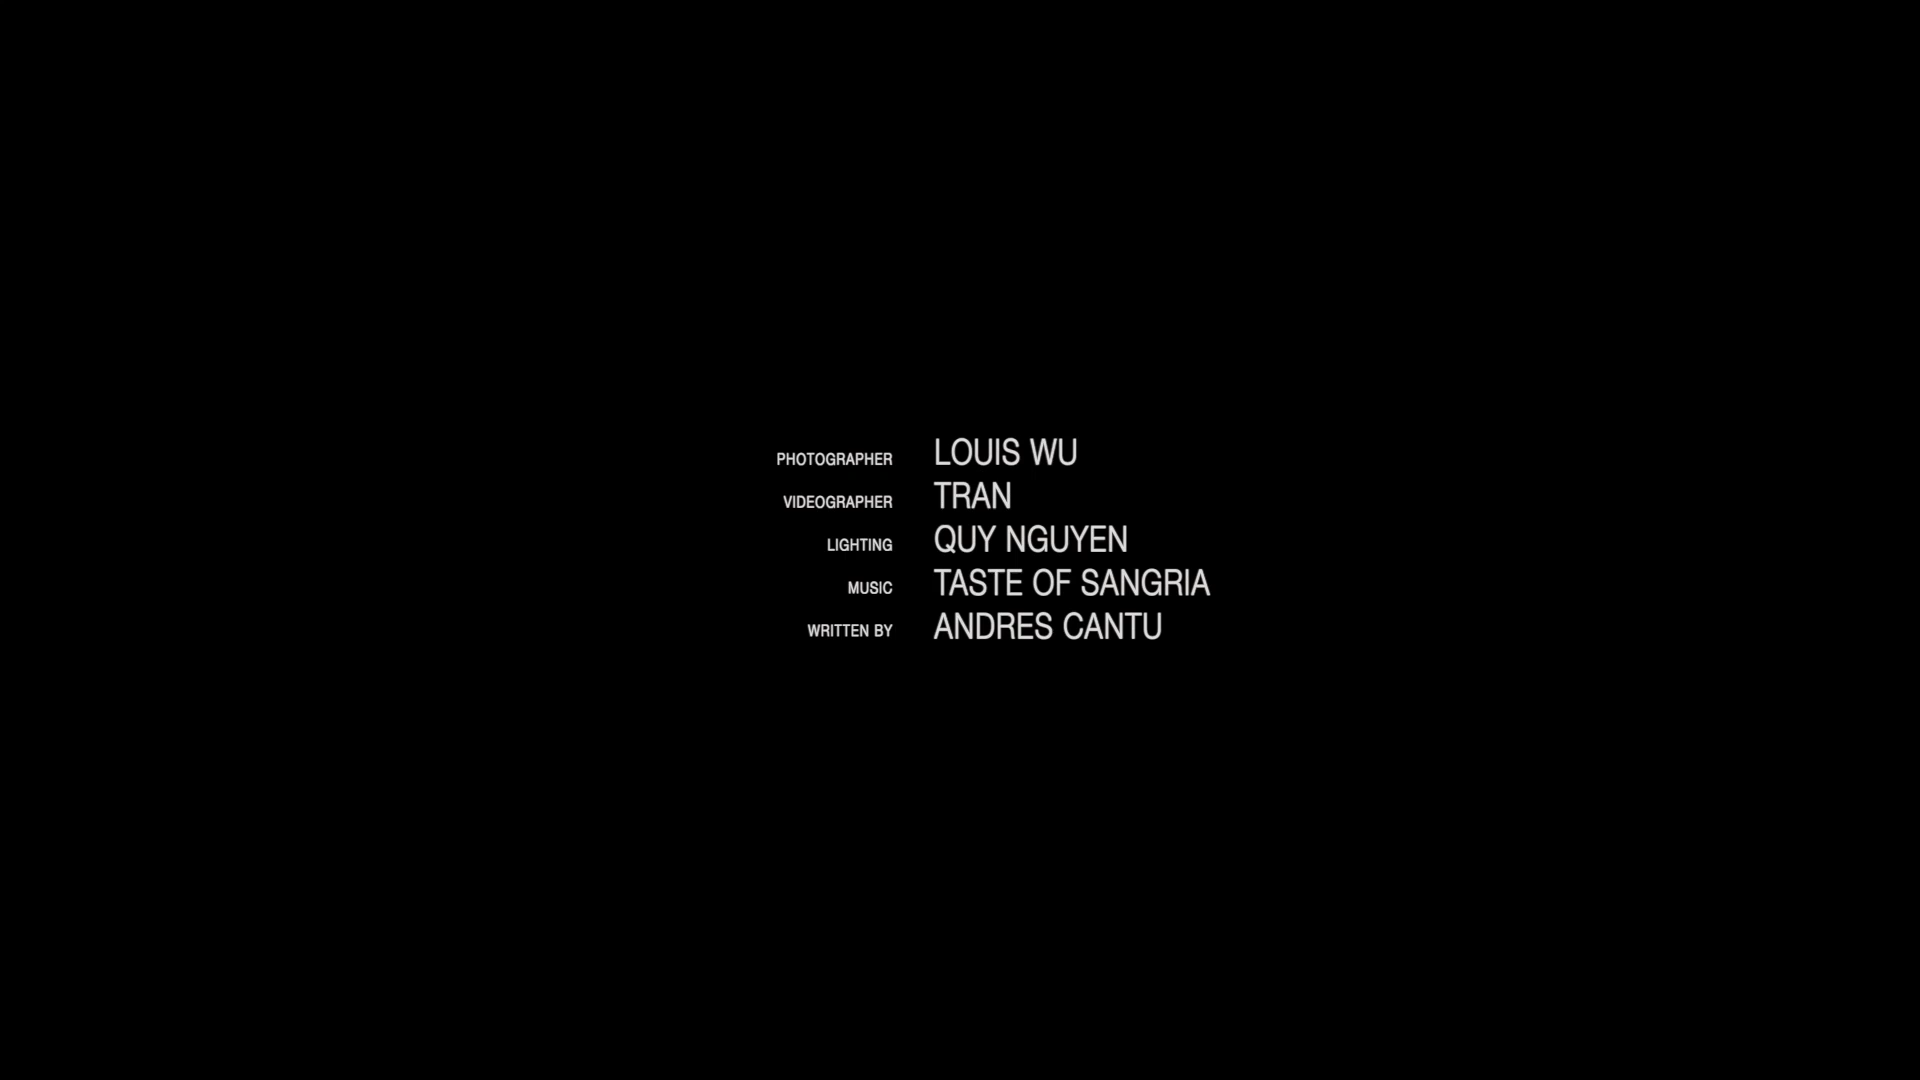 PHOTOGRAPHER LOUIS WU
VIDEOGRAPHER TRAN
LIGHTING QUY NGUYEN
MUSIC TASTE OF SANGRIA
WRITTEN BY ANDRES CANTU